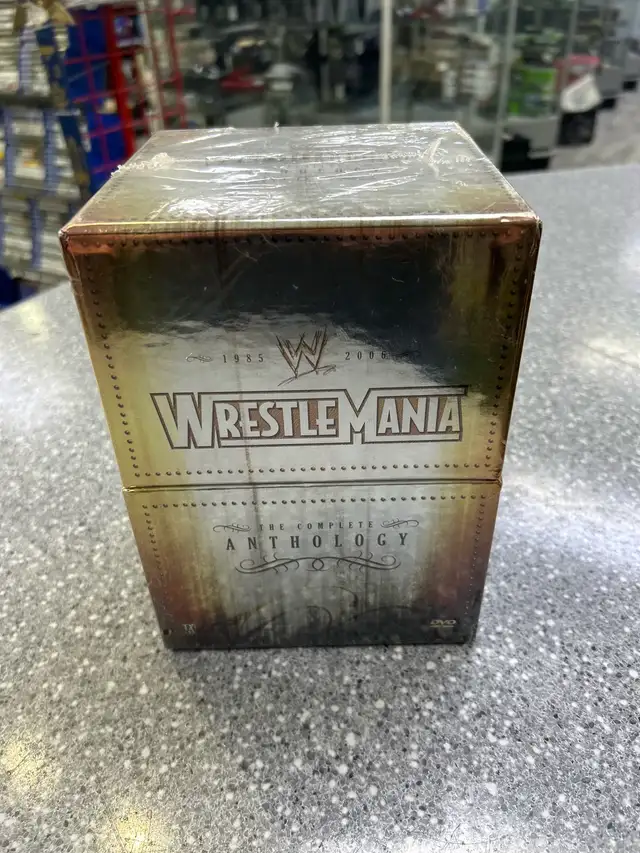 1985 W 2006
WRESTLEMANIA
THE COMPLETE
ANTHOLOGY
DVD